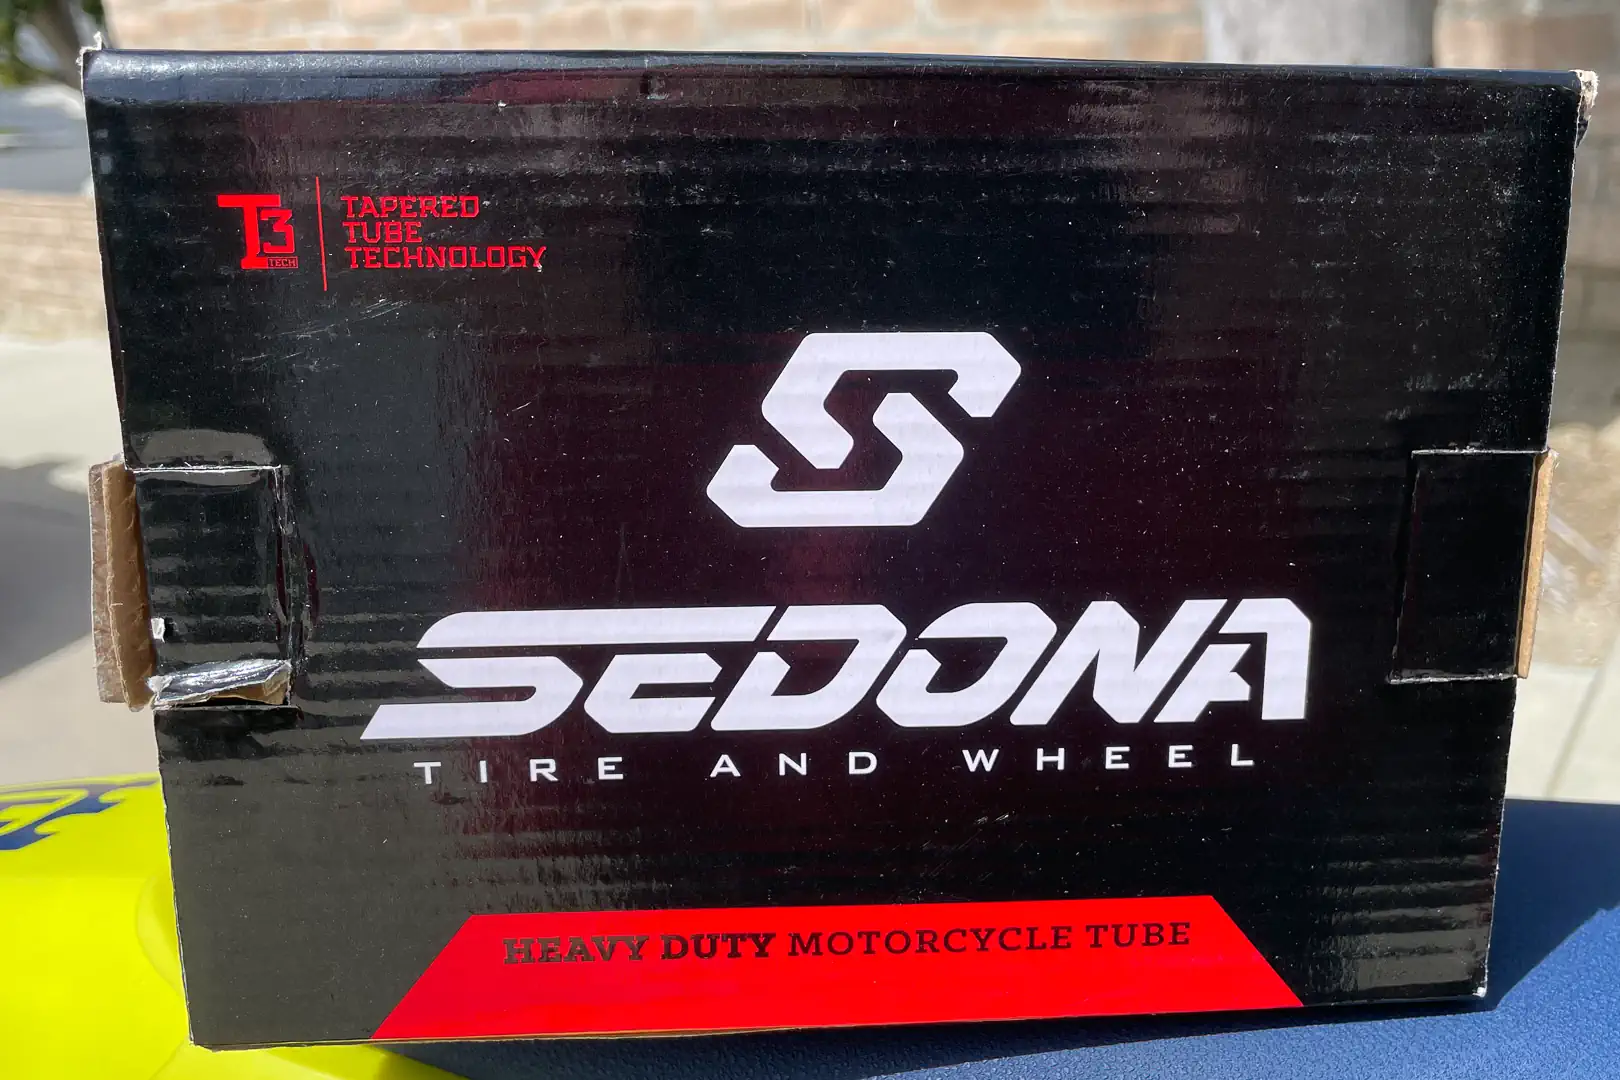 T3
TECH
TAPERED
TUBE
TECHNOLOGY
S
SEDONA
TIRE AND WHEEL
HEAVY DUTY MOTORCYCLE TUBE